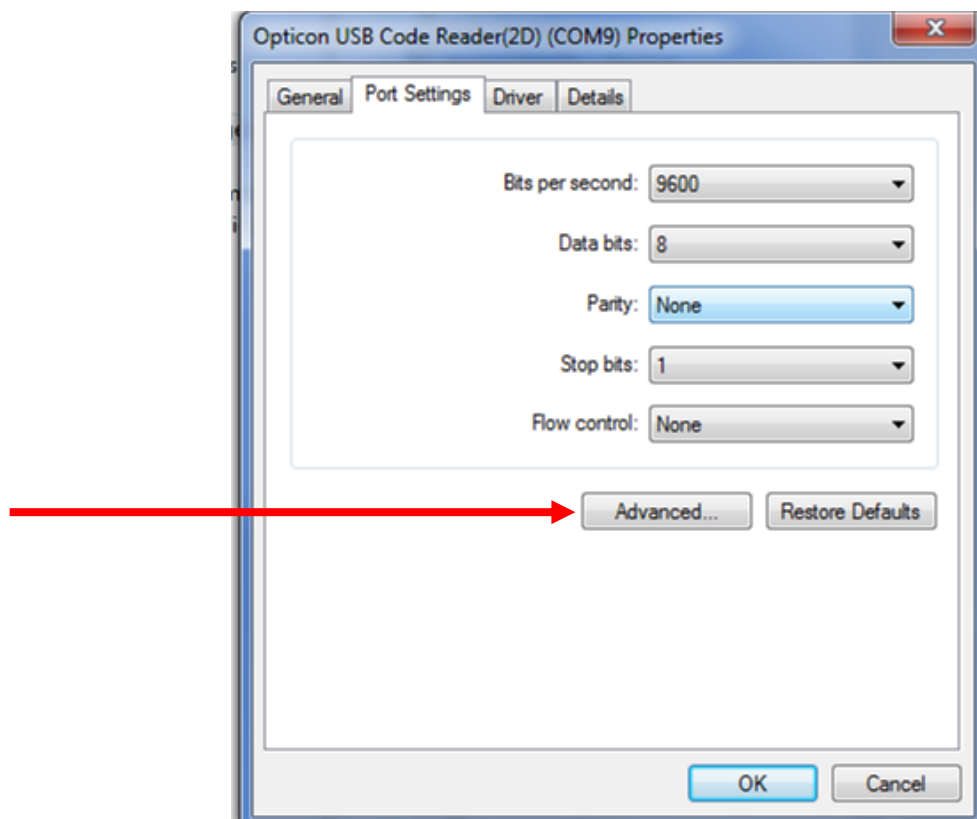 Opticon USB Code Reader(2D) (COM9) Properties
General Port Settings Driver Details
Bits per second: 9600
Data bits: 8
Parity: None
Stop bits: 1
Flow control: None
Advanced... Restore Defaults
OK Cancel